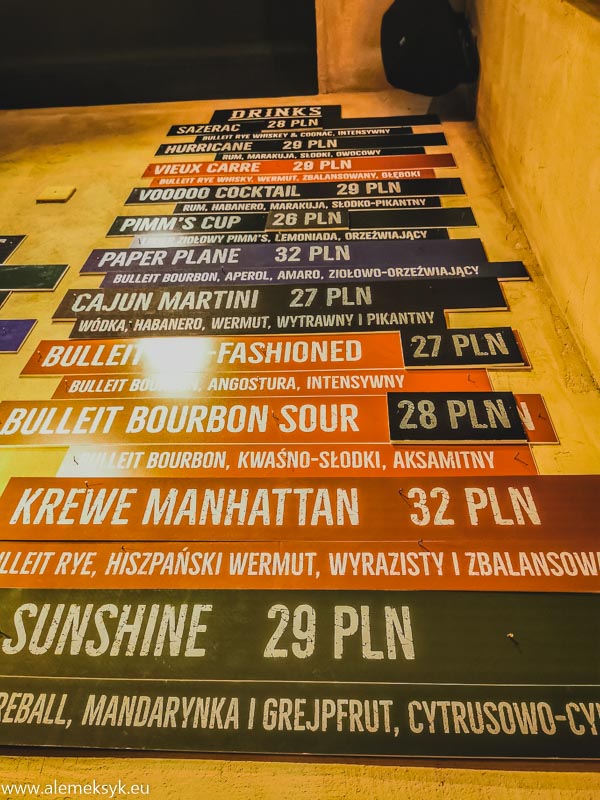 DRINKS
SAZERAC 28 PLN
BULLEIT RYE WHISKEY & COGNAC, INTENSYWNY
HURRICANE 29 PLN
RUM, MARAKUJA, SŁODKI, OWOCOWY
VIEUX CARRE 29 PLN
BULLEIT RYE WHISKY, WERMUT, ZBALANSOWANY, GŁĘBOKI
VOODOO COCKTAIL 29 PLN
RUM, HABANERO, MARAKUJA, SŁODKO-PIKANTNY
PIMM'S CUP 26 PLN
ZIOŁOWY PIMM'S, LEMONIADA, ORZEŹWIAJĄCY
PAPER PLANE 32 PLN
BULLEIT BOURBON, APEROL, AMARO, ZIOŁOWO-ORZEŹWIAJĄCY
CAJUN MARTINI 27 PLN
WÓDKA, HABANERO, WERMUT, WYTRAWNY I PIKANTNY
BULLEIT -FASHIONED 27 PLN
BULLEIT BOURBON, ANGOSTURA, INTENSYWNY
BULLEIT BOURBON SOUR 28 PLN N
BULLEIT BOURBON, KWAŚNO-SŁODKI, AKSAMITNY
KREWE MANHATTAN 32 PLN
ULLEIT RYE, HISZPAŃSKI WERMUT, WYRAZISTY I ZBALANSOW
SUNSHINE 29 PLN
REBALL, MANDARYNKA I GREJPFRUT, CYTRUSOWO-CY
www.alemeksyk.eu